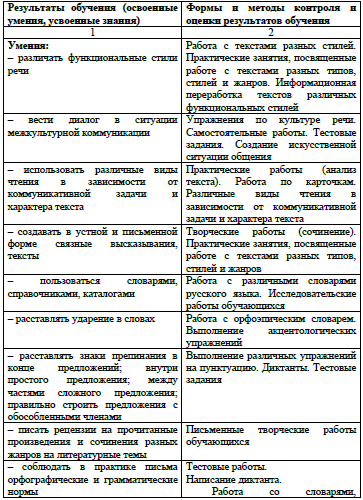 Результаты обучения (освоенные
умения, усвоенные знания)
Формы и методы контроля и
оценки результатов обучения
1
2
Умения:
– различать функциональные стили
речи
Работа с текстами разных стилей.
Практические занятия, посвященные
работе с текстами разных типов,
стилей и жанров. Информационная
переработка текстов различных
функциональных стилей
– вести диалог в ситуации
межкультурной коммуникации
Упражнения по культуре речи.
Самостоятельные работы. Тестовые
задания. Создание искусственной
ситуации общения
– использовать различные виды
чтения в зависимости от
коммуникативной задачи и
характера текста
Практические работы (анализ
текста). Работа по карточкам.
Различные виды чтения в
зависимости от коммуникативной
задачи и характера текста
– создавать в устной и письменной
форме связные высказывания,
тексты
Творческие работы (сочинение).
Практические занятия, посвященные
работе с текстами разных типов,
стилей и жанров
– пользоваться словарями,
справочниками, каталогами
Работа с различными словарями
русского языка. Исследовательские
работы обучающихся
– расставлять ударение в словах
Работа с орфоэпическим словарем.
Выполнение акцентологических
упражнений
– расставлять знаки препинания в
конце предложений; внутри
простого предложения; между
частями сложного предложения;
правильно строить предложения с
обособленными членами
Выполнение различных упражнений
на пунктуацию. Диктанты. Тестовые
задания
– писать рецензии на прочитанные
произведения и сочинения разных
жанров на литературные темы
Письменные творческие работы
обучающихся
– соблюдать в практике письма
орфографические и грамматические
нормы
Тестовые работы.
Написание диктанта.
Работа со словарями,